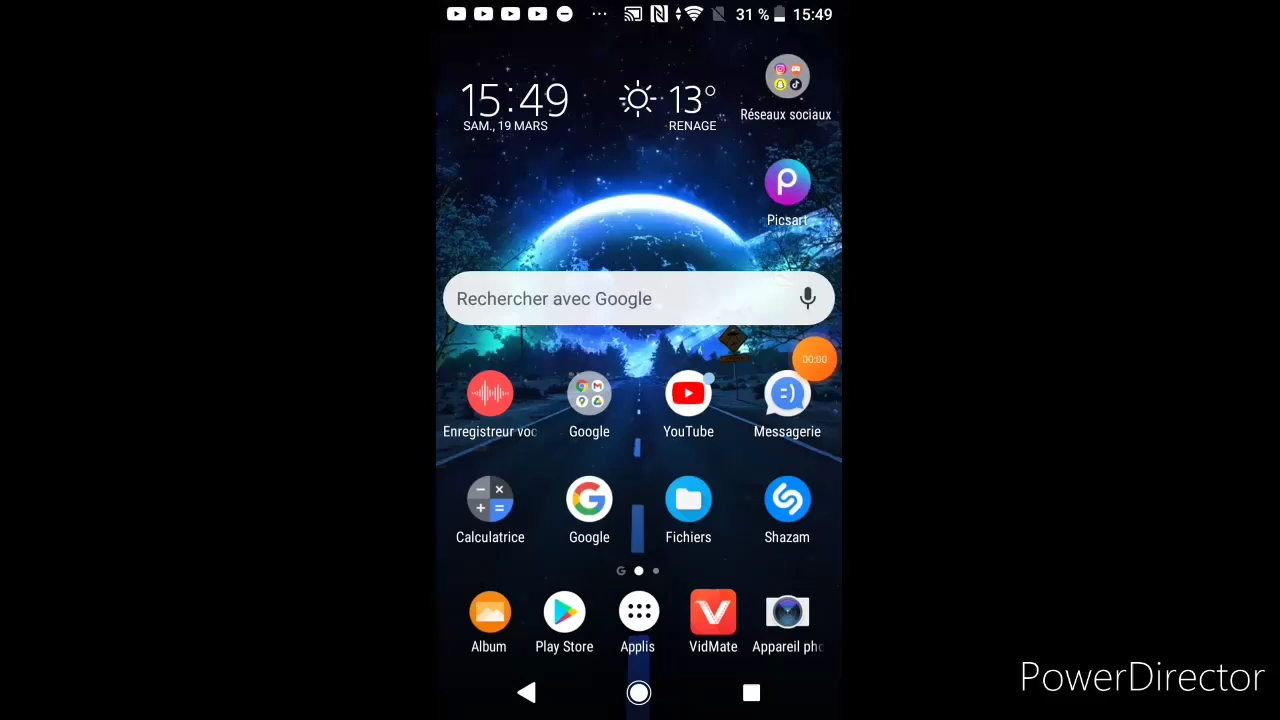 31 % 15:49
15:49 13°
SAM., 19 MARS RENAGE
Réseaux sociaux
Picsart
Rechercher avec Google
00:00
Enregistreur voc
Google
YouTube
Messagerie
Calculatrice
Google
Fichiers
Shazam
Album
Play Store
Applis
VidMate
Appareil pho
PowerDirector